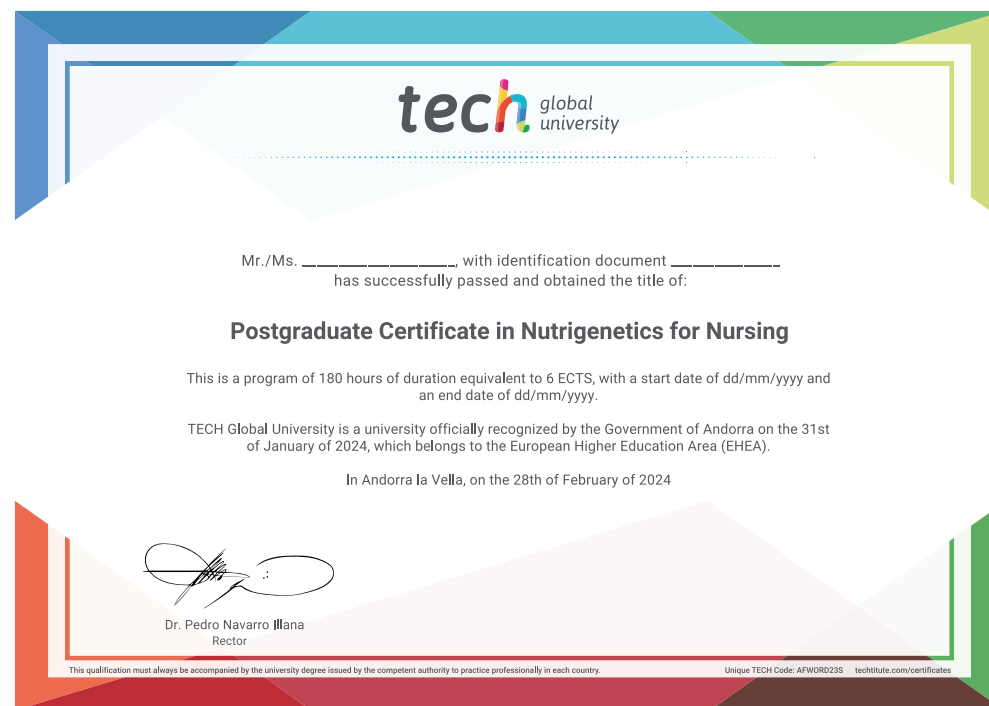 tech global
university
Mr./Ms. ____________________, with identification document ______________
has successfully passed and obtained the title of:
Postgraduate Certificate in Nutrigenetics for Nursing
This is a program of 180 hours of duration equivalent to 6 ECTS, with a start date of dd/mm/yyyy and
an end date of dd/mm/yyyy.
TECH Global University is a university officially recognized by the Government of Andorra on the 31st
of January of 2024, which belongs to the European Higher Education Area (EHEA).
In Andorra la Vella, on the 28th of February of 2024
Dr. Pedro Navarro Illana
Rector
This qualification must always be accompanied by the university degree issued by the competent authority to practice professionally in each country. Unique TECH Code: AFWORD23S techtitute.com/certificates